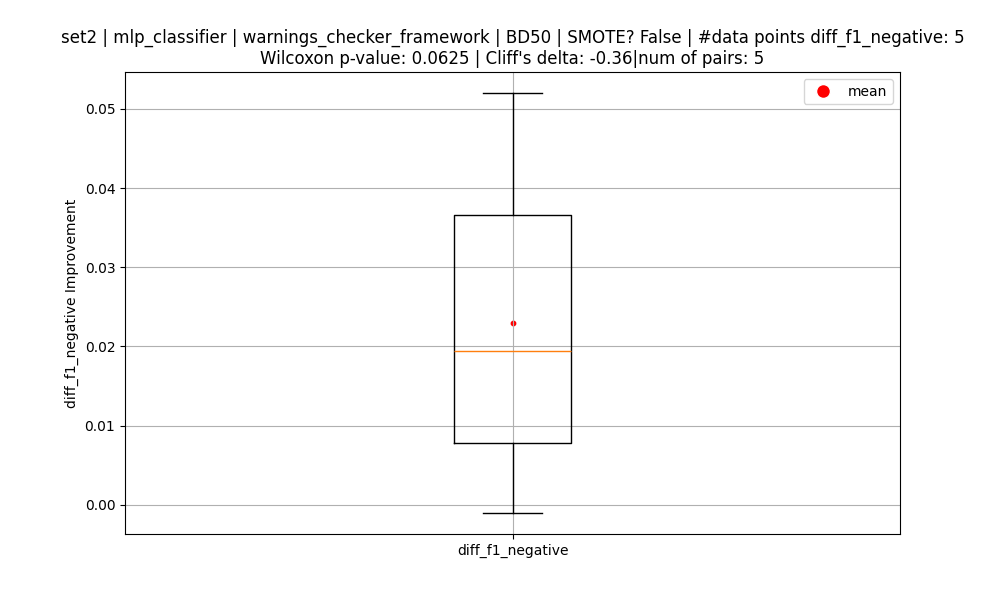 set2 | mlp_classifier | warnings_checker_framework | BD50 | SMOTE? False | #data points diff_f1_negative: 5
Wilcoxon p-value: 0.0625 | Cliff's delta: -0.36|num of pairs: 5
mean
0.05
0.04
0.03
0.02
0.01
0.00
diff_f1_negative Improvement
diff_f1_negative